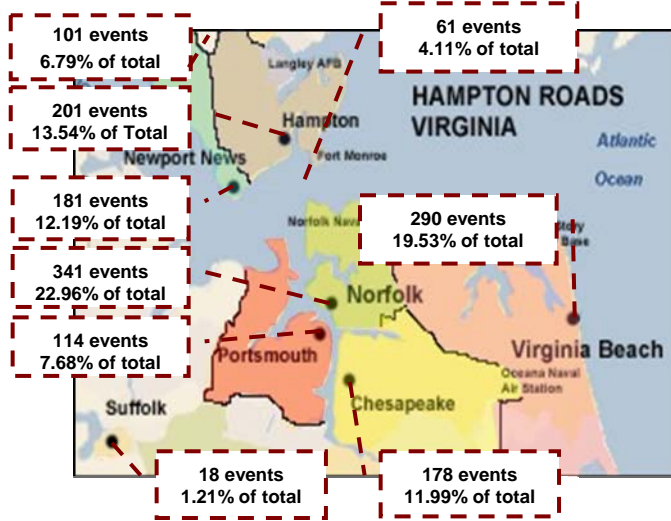 101 events
6.79% of total
61 events
4.11% of total
Langley AFB
201 events
13.54% of Total
Hampton
HAMPTON ROADS
VIRGINIA
Fort Monroe
Newport News
Atlantic
Ocean
181 events
12.19% of total
290 events
19.53% of total
Norfolk Nava
Story
Base
341 events
22.96% of total
Norfolk
114 events
7.68% of total
Portsmouth
Virginia Beach
Oceana Naval
Air Station
Suffolk
Chesapeake
18 events
1.21% of total
178 events
11.99% of total